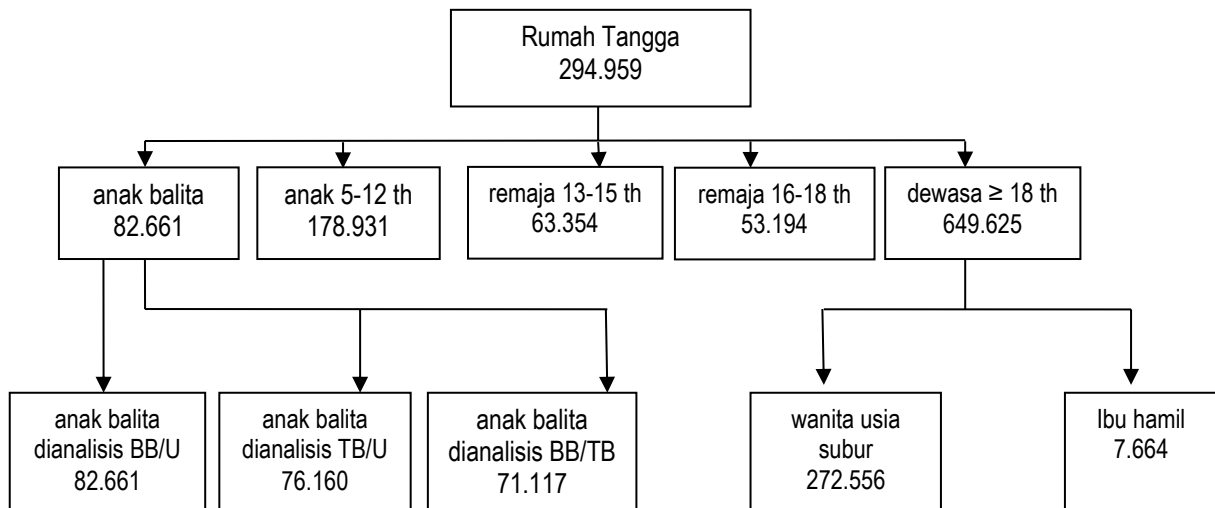 Rumah Tangga
294.959
anak balita
82.661
anak 5-12 th
178.931
remaja 13-15 th
63.354
remaja 16-18 th
53.194
dewasa ≥ 18 th
649.625
anak balita
dianalisis BB/U
82.661
anak balita
dianalisis TB/U
76.160
anak balita
dianalisis BB/TB
71.117
wanita usia
subur
272.556
Ibu hamil
7.664